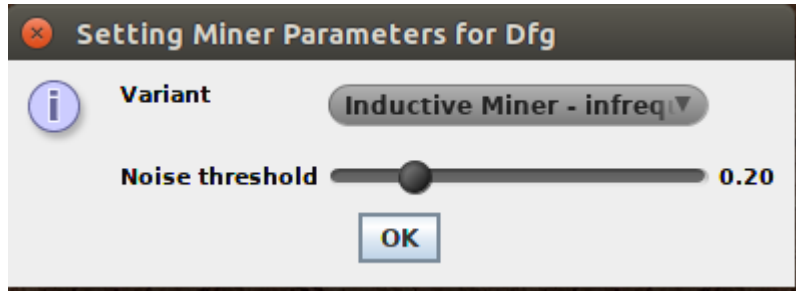 Setting Miner Parameters for Dfg
Variant
Inductive Miner - infreq
Noise threshold 0.20
OK